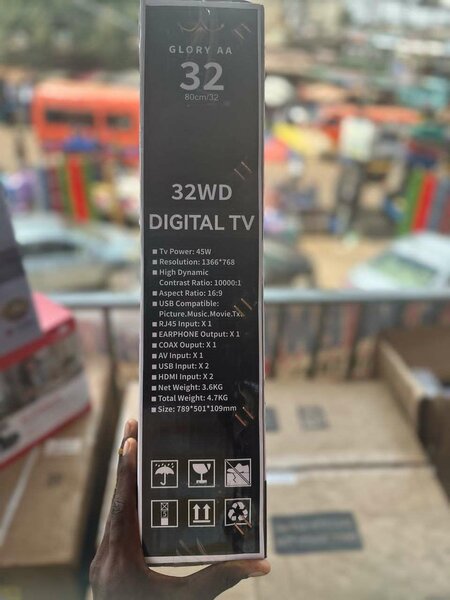 GLORY AA
32
80cm/32
32WD
DIGITAL TV
Tv Power: 45W
Resolution: 1366*768
High Dynamic
Contrast Ratio: 10000:1
Aspect Ratio: 16:9
USB Compatible:
Picture.Music.Movie.Tx.
RJ45 Input: X 1
EARPHONE Output: X 1
COAX Ouput: X 1
AV Input: X 1
USB Input: X 2
HDMI Input: X 2
Net Weight: 3.6KG
Total Weight: 4.7KG
Size: 789*501*109mm